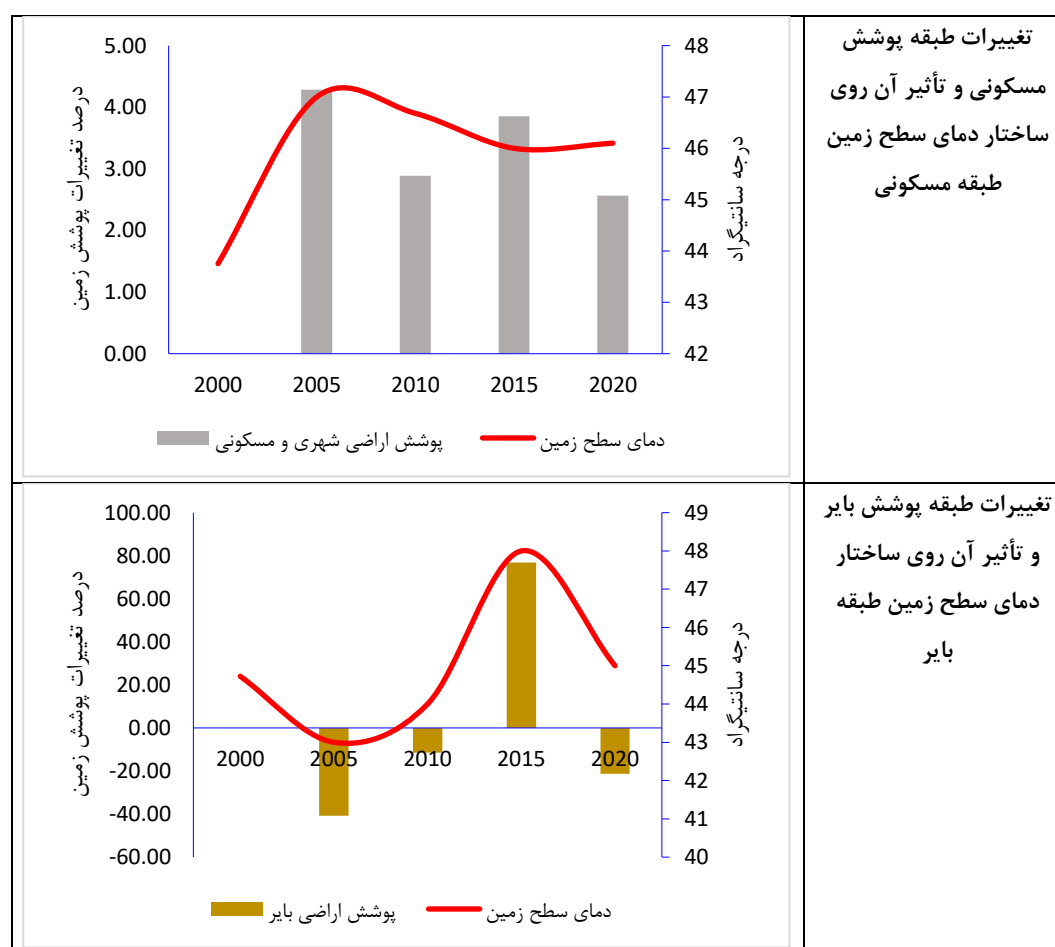 تغییرات طبقه پوشش
مسکونی و تأثیر آن روی
ساختار دمای سطح زمین
طبقه مسکونی
درصد تغییرات پوشش زمین
5.00
4.00
3.00
2.00
1.00
0.00
48
47
46
45
44
43
42
درجه سانتیگراد
2000 2005 2010 2015 2020
پوشش اراضی شهری و مسکونی
دمای سطح زمین
تغییرات طبقه پوشش بایر
و تأثیر آن روی ساختار
دمای سطح زمین طبقه
بایر
درصد تغییرات پوشش زمین
100.00
80.00
60.00
40.00
20.00
0.00
-20.00
-40.00
-60.00
49
48
47
46
45
44
43
42
41
40
درجه سانتیگراد
2000 2005 2010 2015 2020
پوشش اراضی بایر
دمای سطح زمین